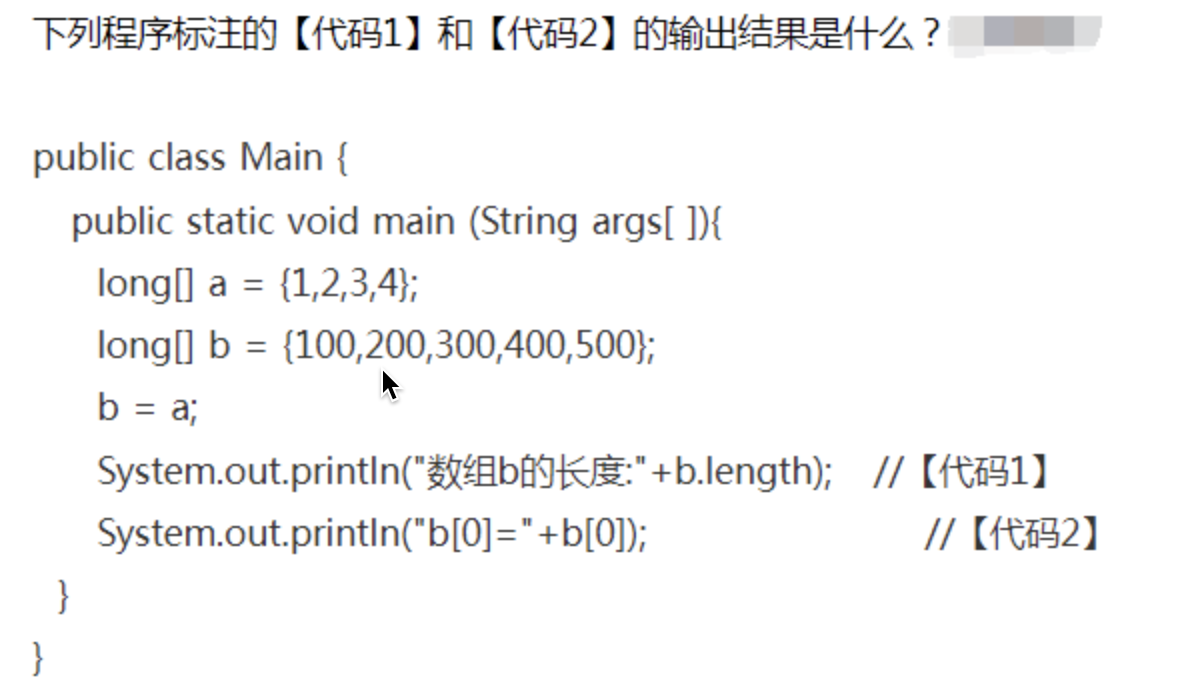 下列程序标注的【代码1】和【代码2】的输出结果是什么？
public class Main {
public static void main (String args[ ]){
long[] a = {1,2,3,4};
long[] b = {100,200,300,400,500};
b = a;
System.out.println("数组b的长度:"+b.length); //【代码1】
System.out.println("b[0]="+b[0]); //【代码2】
}
}